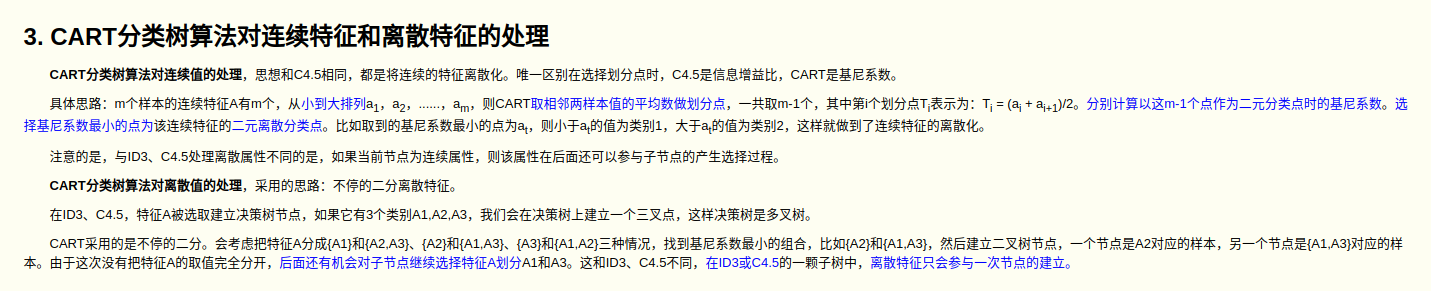 3. CART分类树算法对连续特征和离散特征的处理
CART分类树算法对连续值的处理，思想和C4.5相同，都是将连续的特征离散化。唯一区别在选择划分点时，C4.5是信息增益比，CART是基尼系数。
具体思路：m个样本的连续特征A有m个，从小到大排列a1，a2，......，am，则CART取相邻两样本值的平均数做划分点，一共取m-1个，其中第i个划分点Ti表示为：Ti = (ai + ai+1)/2。分别计算以这m-1个点作为二元分类点时的基尼系数。选
择基尼系数最小的点为该连续特征的二元离散分类点。比如取到的基尼系数最小的点为at，则小于at的值为类别1，大于at的值为类别2，这样就做到了连续特征的离散化。
注意的是，与ID3、C4.5处理离散属性不同的是，如果当前节点为连续属性，则该属性在后面还可以参与子节点的产生选择过程。
CART分类树算法对离散值的处理，采用的思路：不停的二分离散特征。
在ID3、C4.5，特征A被选取建立决策树节点，如果它有3个类别A1,A2,A3，我们会在决策树上建立一个三叉点，这样决策树是多叉树。
CART采用的是不停的二分。会考虑把特征A分成{A1}和{A2,A3}、{A2}和{A1,A3}、{A3}和{A1,A2}三种情况，找到基尼系数最小的组合，比如{A2}和{A1,A3}，然后建立二叉树节点，一个节点是A2对应的样本，另一个节点是{A1,A3}对应的样
本。由于这次没有把特征A的取值完全分开，后面还有机会对子节点继续选择特征A划分A1和A3。这和ID3、C4.5不同，在ID3或C4.5的一颗子树中，离散特征只会参与一次节点的建立。